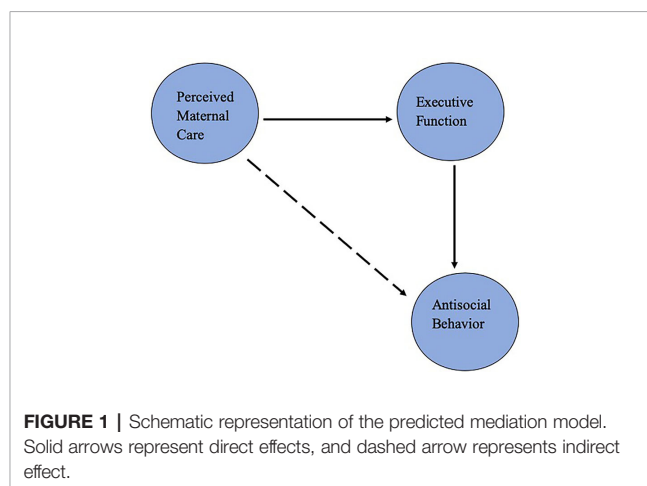 Perceived
Maternal
Care
Executive
Function
Antisocial
Behavior
FIGURE 1 | Schematic representation of the predicted mediation model.
Solid arrows represent direct effects, and dashed arrow represents indirect
effect.